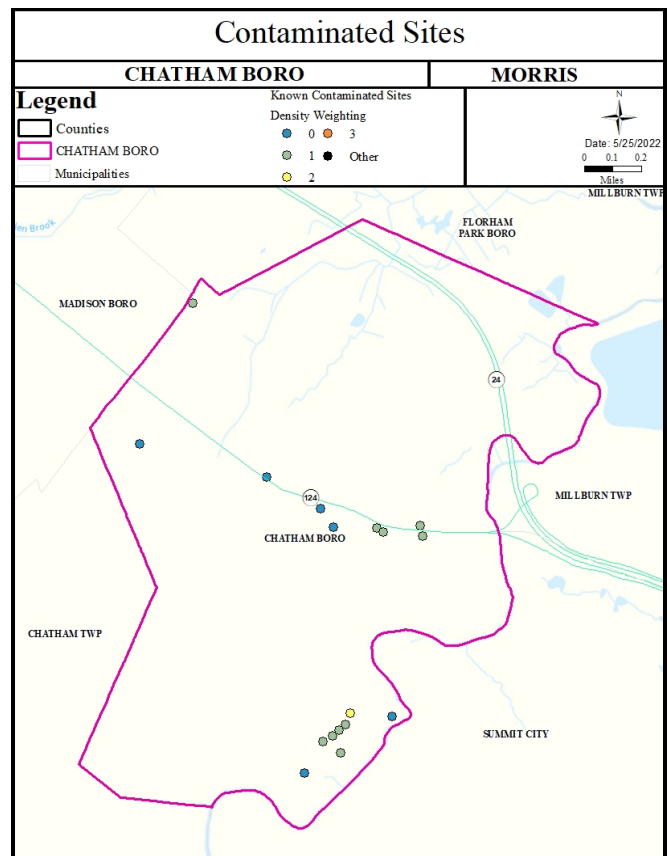 Contaminated Sites
CHATHAM BORO
MORRIS
Legend
Counties
CHATHAM BORO
Municipalities
Known Contaminated Sites
Density Weighting
0
3
1
Other
2
N
Date: 5/25/2022
0 0.1 0.2
Miles
MILLBURN TWP
FLORHAM
PARK BORO
en Brook
MADISON BORO
24
124
MILLBURN TWP
CHATHAM BORO
CHATHAM TWP
SUMMIT CITY